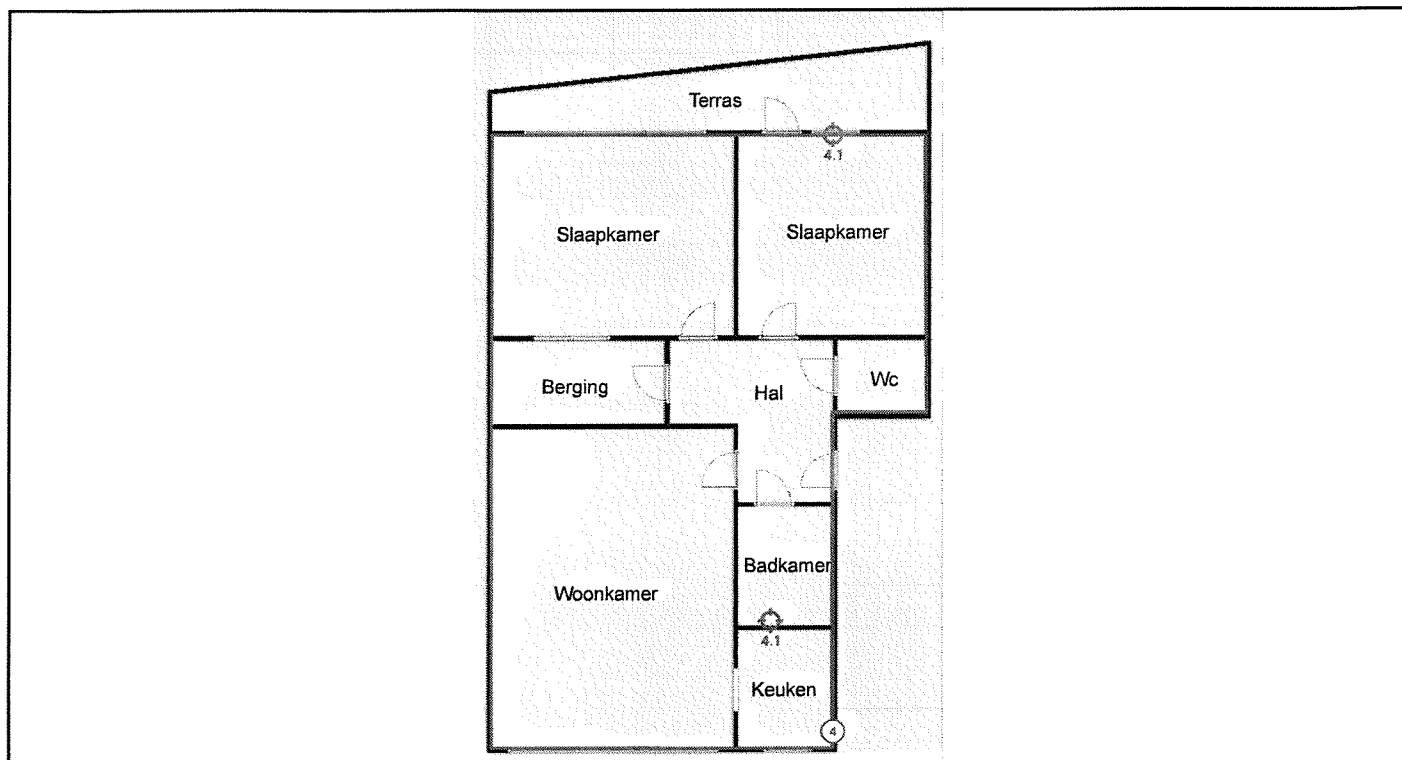 Terras
4.1
Slaapkamer
Slaapkamer
Berging
Hal
Wc
Badkamer
Woonkamer
4.1
Keuken
4